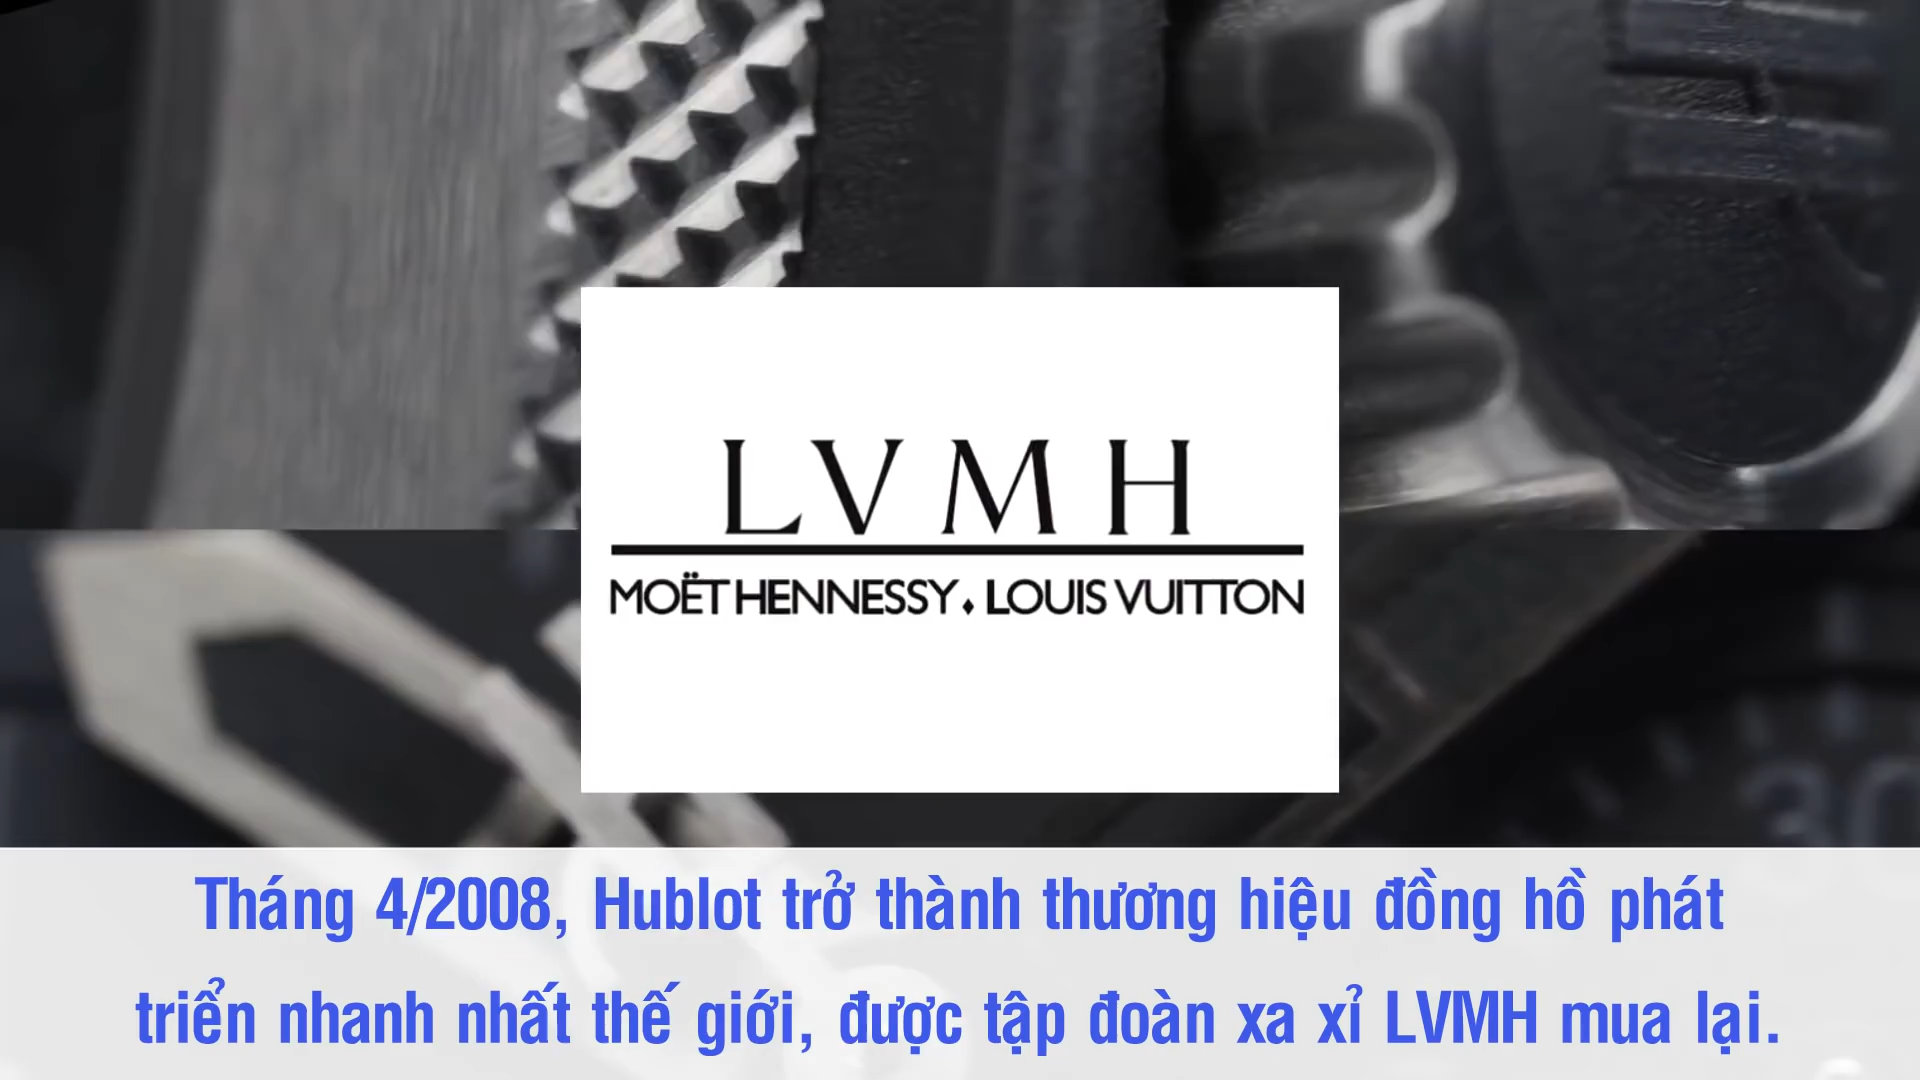 LVMH
MOËT HENNESSY ⬧ LOUIS VUITTON
30
Tháng 4/2008, Hublot trở thành thương hiệu đồng hồ phát
triển nhanh nhất thế giới, được tập đoàn xa xỉ LVMH mua lại.